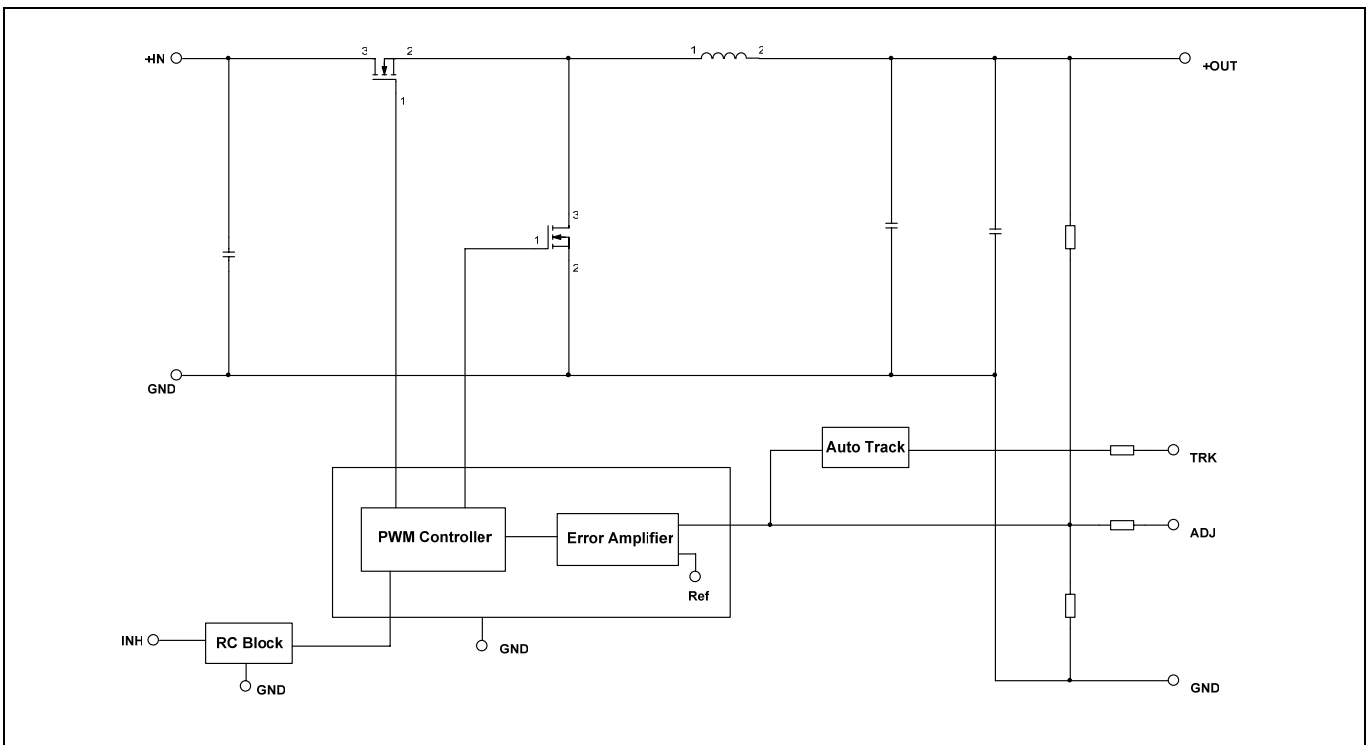 +IN
3
2
1
2
+OUT
1
3
1
2
GND
Auto Track
TRK
PWM Controller
Error Amplifier
ADJ
Ref
INH
RC Block
GND
GND
GND